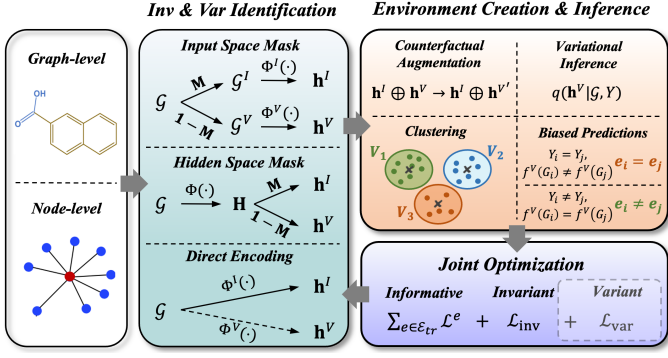 Inv & Var Identification
Environment Creation & Inference
Graph-level
OH
O
Node-level
Input Space Mask
𝒢
M
1−M
𝒢^I
Φ^I(·)
h^I
𝒢^V
Φ^V(·)
h^V
Hidden Space Mask
𝒢
Φ(·)
H
M
1−M
h^I
h^V
Direct Encoding
𝒢
Φ^I(·)
h^I
Φ^V(·)
h^V
Counterfactual
Augmentation
h^I ⊕ h^V → h^I ⊕ h^V′
Variational
Inference
q(h^V|𝒢, Y)
Clustering
V_1
V_2
V_3
Biased Predictions
Y_i = Y_j,
f^V(G_i) ≠ f^V(G_j)
e_i = e_j
Y_i ≠ Y_j,
f^V(G_i) = f^V(G_j)
e_i ≠ e_j
Joint Optimization
Informative Invariant Variant
∑_{e∈ℰ_tr} ℒ^e + ℒ_inv + ℒ_var